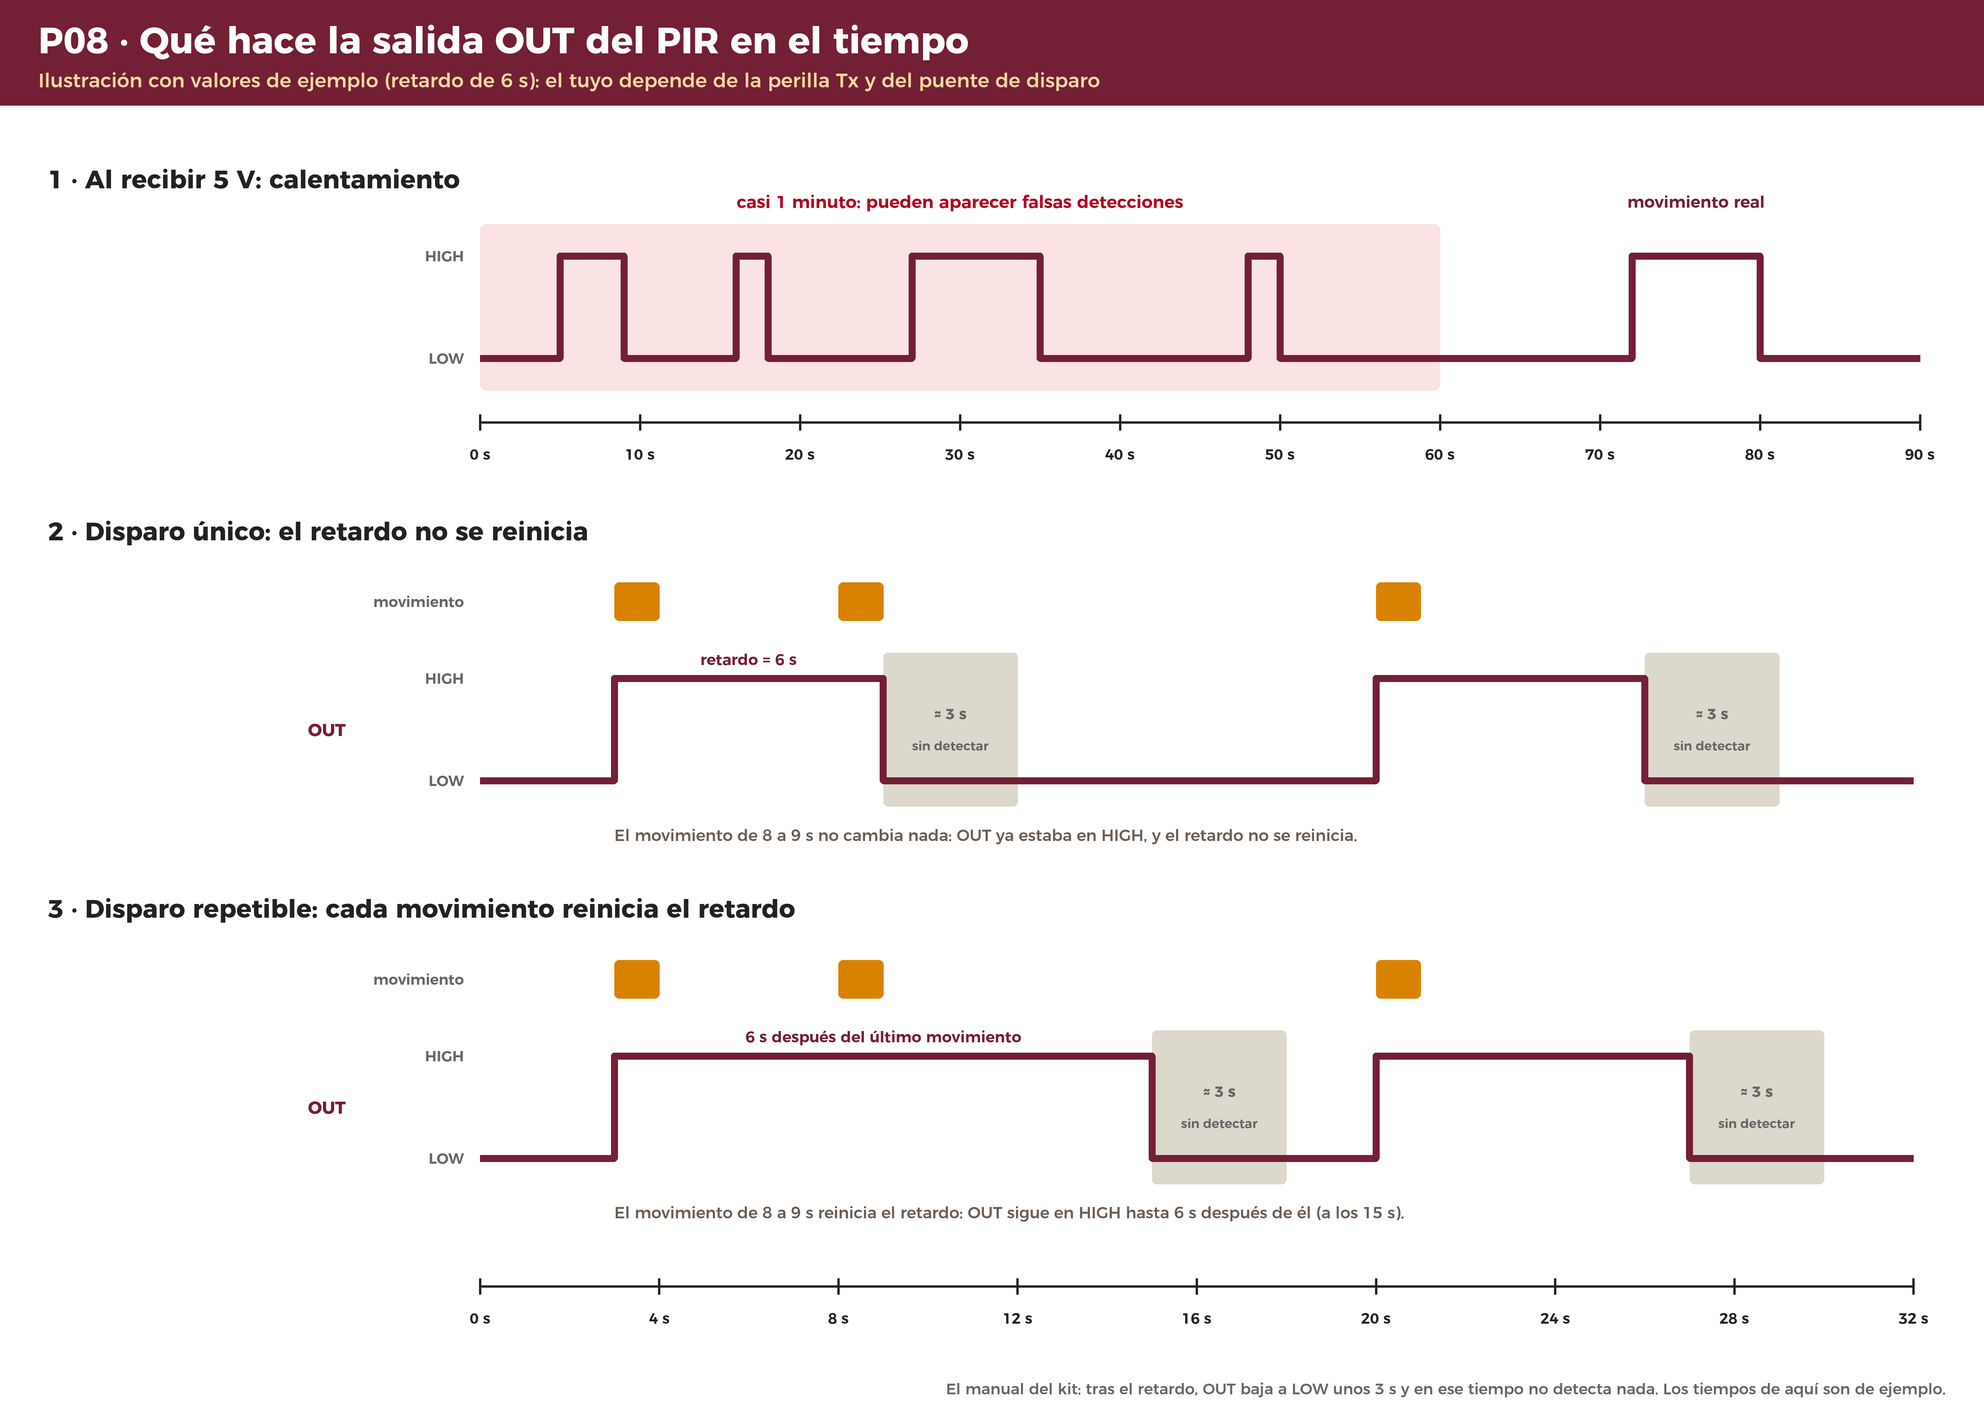 P08 · Qué hace la salida OUT del PIR en el tiempo
Ilustración con valores de ejemplo (retardo de 6 s): el tuyo depende de la perilla Tx y del puente de disparo
1 · Al recibir 5 V: calentamiento
casi 1 minuto: pueden aparecer falsas detecciones
movimiento real
HIGH
LOW
0 s 10 s 20 s 30 s 40 s 50 s 60 s 70 s 80 s 90 s
2 · Disparo único: el retardo no se reinicia
movimiento
retardo = 6 s
HIGH
≈ 3 s ≈ 3 s
OUT
sin detectar sin detectar
LOW
El movimiento de 8 a 9 s no cambia nada: OUT ya estaba en HIGH, y el retardo no se reinicia.
3 · Disparo repetible: cada movimiento reinicia el retardo
movimiento
6 s después del último movimiento
HIGH
≈ 3 s ≈ 3 s
OUT
sin detectar sin detectar
LOW
El movimiento de 8 a 9 s reinicia el retardo: OUT sigue en HIGH hasta 6 s después de él (a los 15 s).
0 s 4 s 8 s 12 s 16 s 20 s 24 s 28 s 32 s
El manual del kit: tras el retardo, OUT baja a LOW unos 3 s y en ese tiempo no detecta nada. Los tiempos de aquí son de ejemplo.